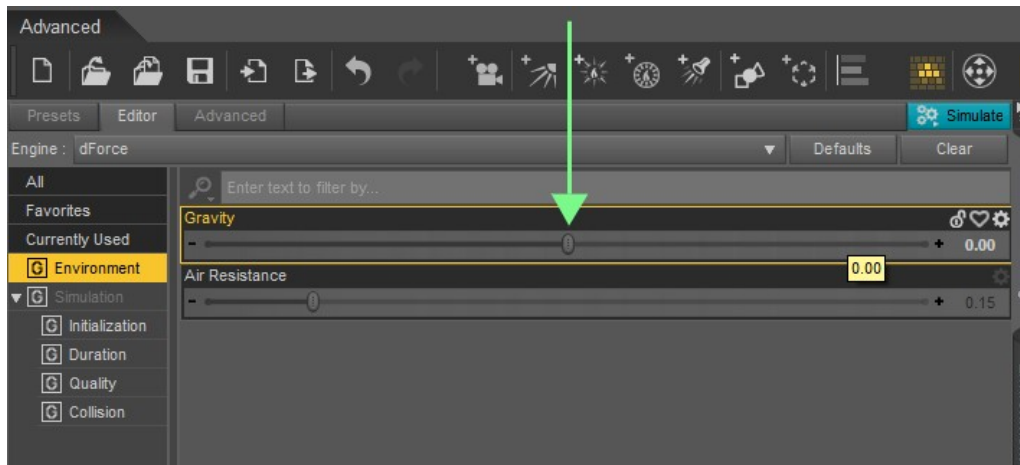 Advanced
Presets Editor Advanced Simulate
Engine : dForce Defaults Clear
All
Enter text to filter by...
Favorites
Gravity
Currently Used
0.00
G Environment
0.00
Air Resistance
G Simulation
0.15
G Initialization
G Duration
G Quality
G Collision